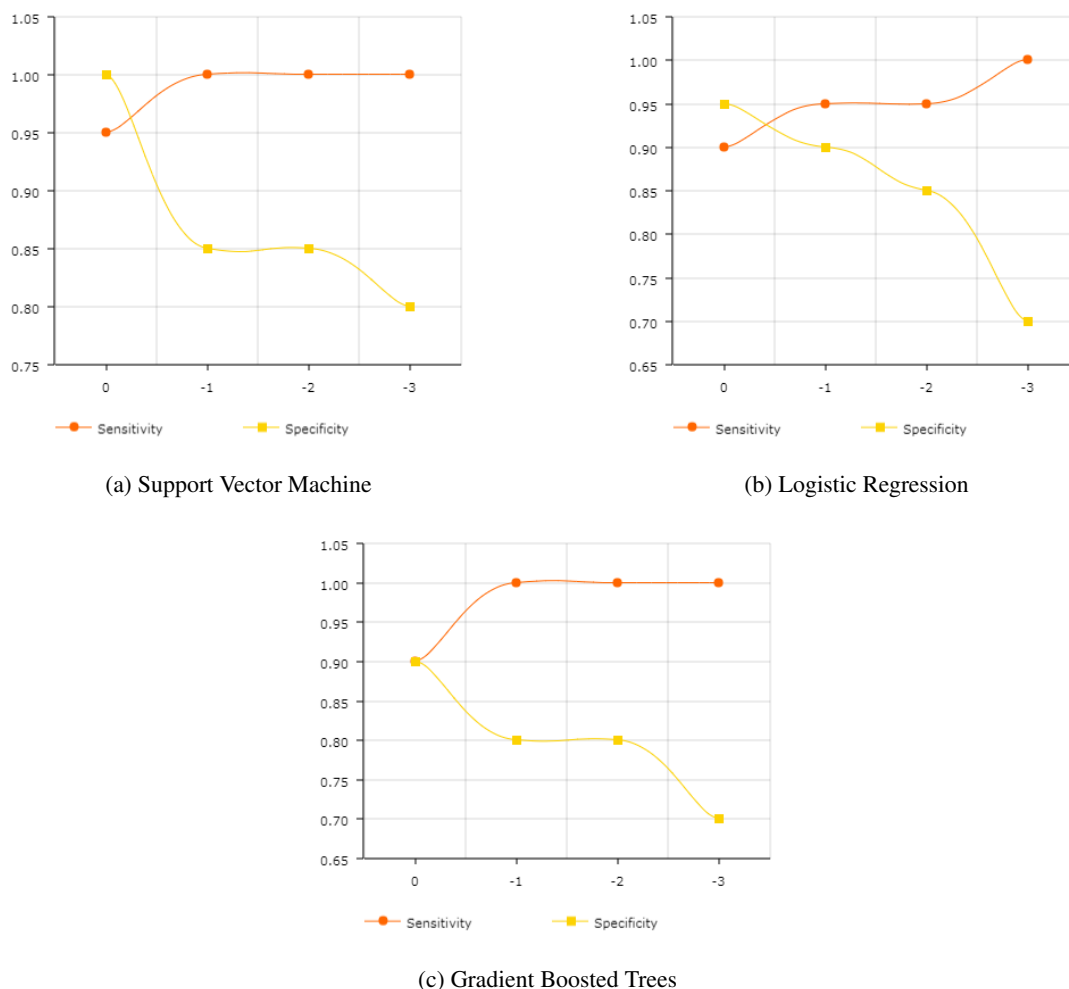 1.05
1.00
0.95
0.90
0.85
0.80
0.75
0 -1 -2 -3
Sensitivity Specificity
(a) Support Vector Machine
1.05
1.00
0.95
0.90
0.85
0.80
0.75
0.70
0.65
0 -1 -2 -3
Sensitivity Specificity
(b) Logistic Regression
1.05
1.00
0.95
0.90
0.85
0.80
0.75
0.70
0.65
0 -1 -2 -3
Sensitivity Specificity
(c) Gradient Boosted Trees